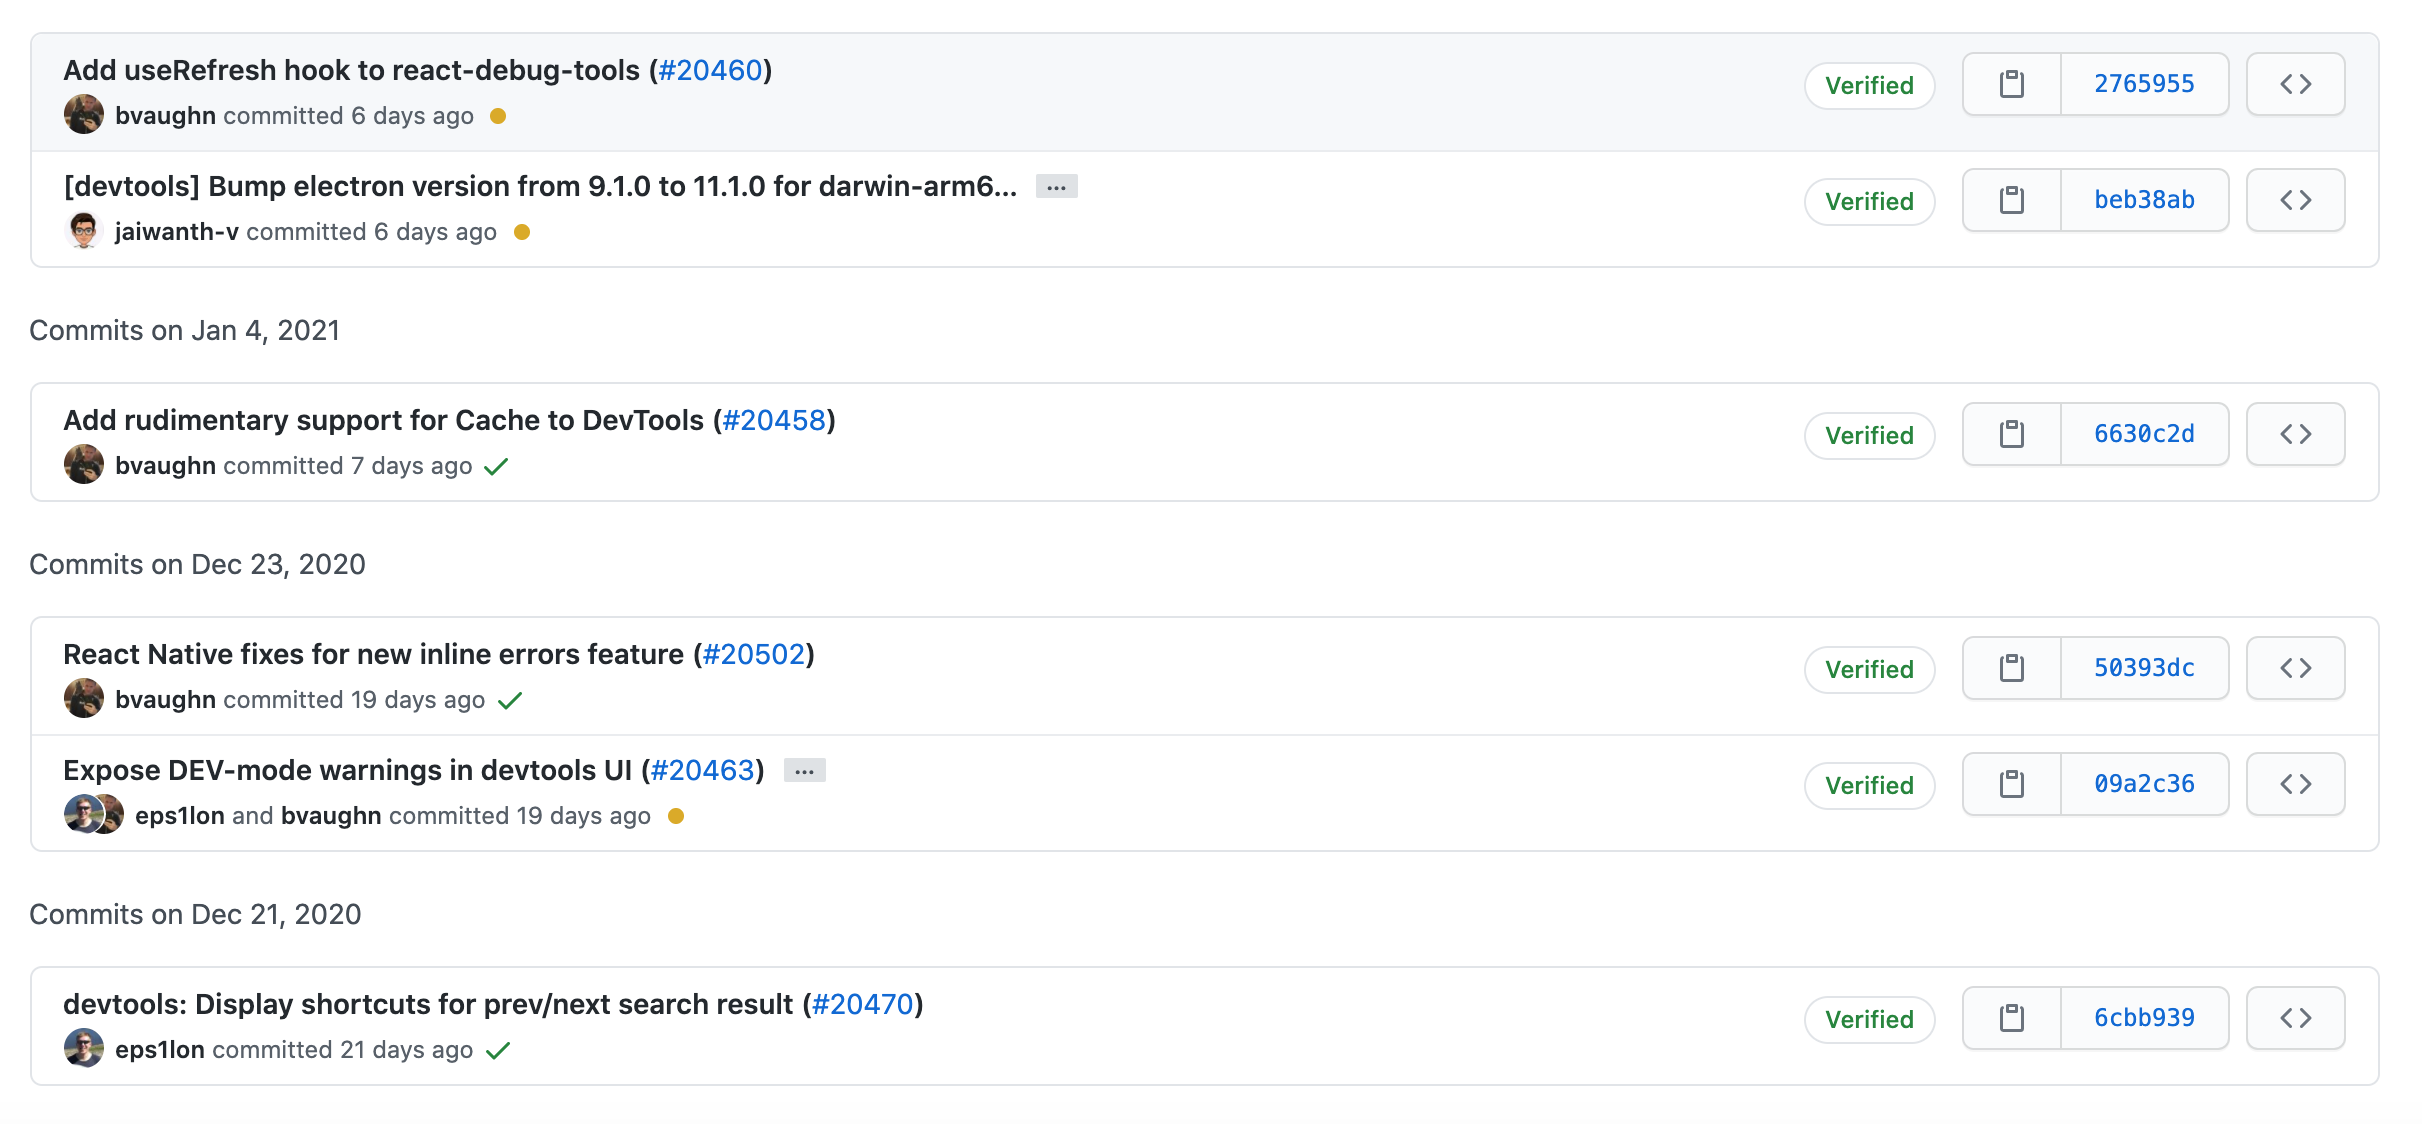 Add useRefresh hook to react-debug-tools (#20460)
Verified
2765955
bvaughn committed 6 days ago
[devtools] Bump electron version from 9.1.0 to 11.1.0 for darwin-arm6... ...
Verified
beb38ab
jaiwanth-v committed 6 days ago
Commits on Jan 4, 2021
Add rudimentary support for Cache to DevTools (#20458)
Verified
6630c2d
bvaughn committed 7 days ago
Commits on Dec 23, 2020
React Native fixes for new inline errors feature (#20502)
Verified
50393dc
bvaughn committed 19 days ago
Expose DEV-mode warnings in devtools UI (#20463) ...
Verified
09a2c36
eps1lon and bvaughn committed 19 days ago
Commits on Dec 21, 2020
devtools: Display shortcuts for prev/next search result (#20470)
Verified
6cbb939
eps1lon committed 21 days ago